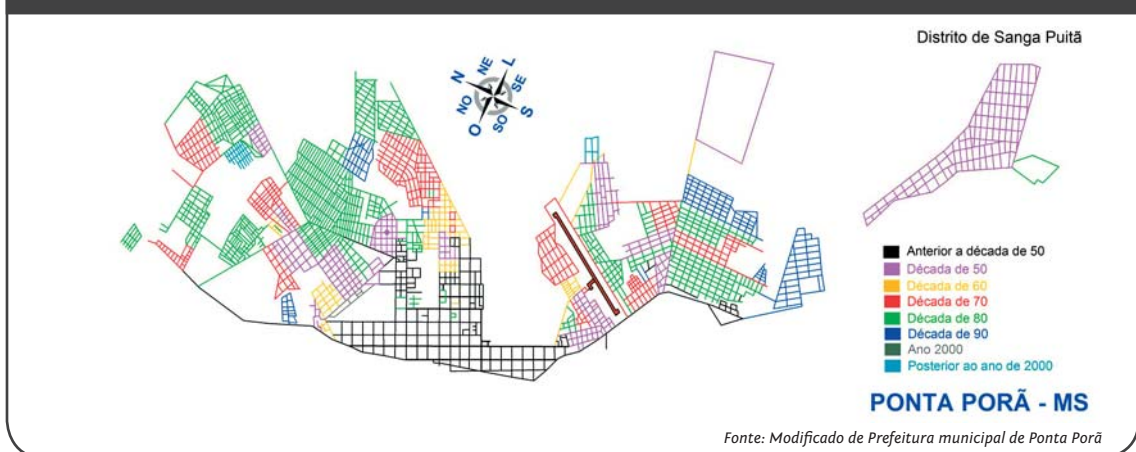 Distrito de Sanga Puitã
N
NE
L
NO
SE
O
SO
S
Anterior a década de 50
Década de 50
Década de 60
Década de 70
Década de 80
Década de 90
Ano 2000
Posterior ao ano de 2000
PONTA PORÃ - MS
Fonte: Modificado de Prefeitura municipal de Ponta Porã